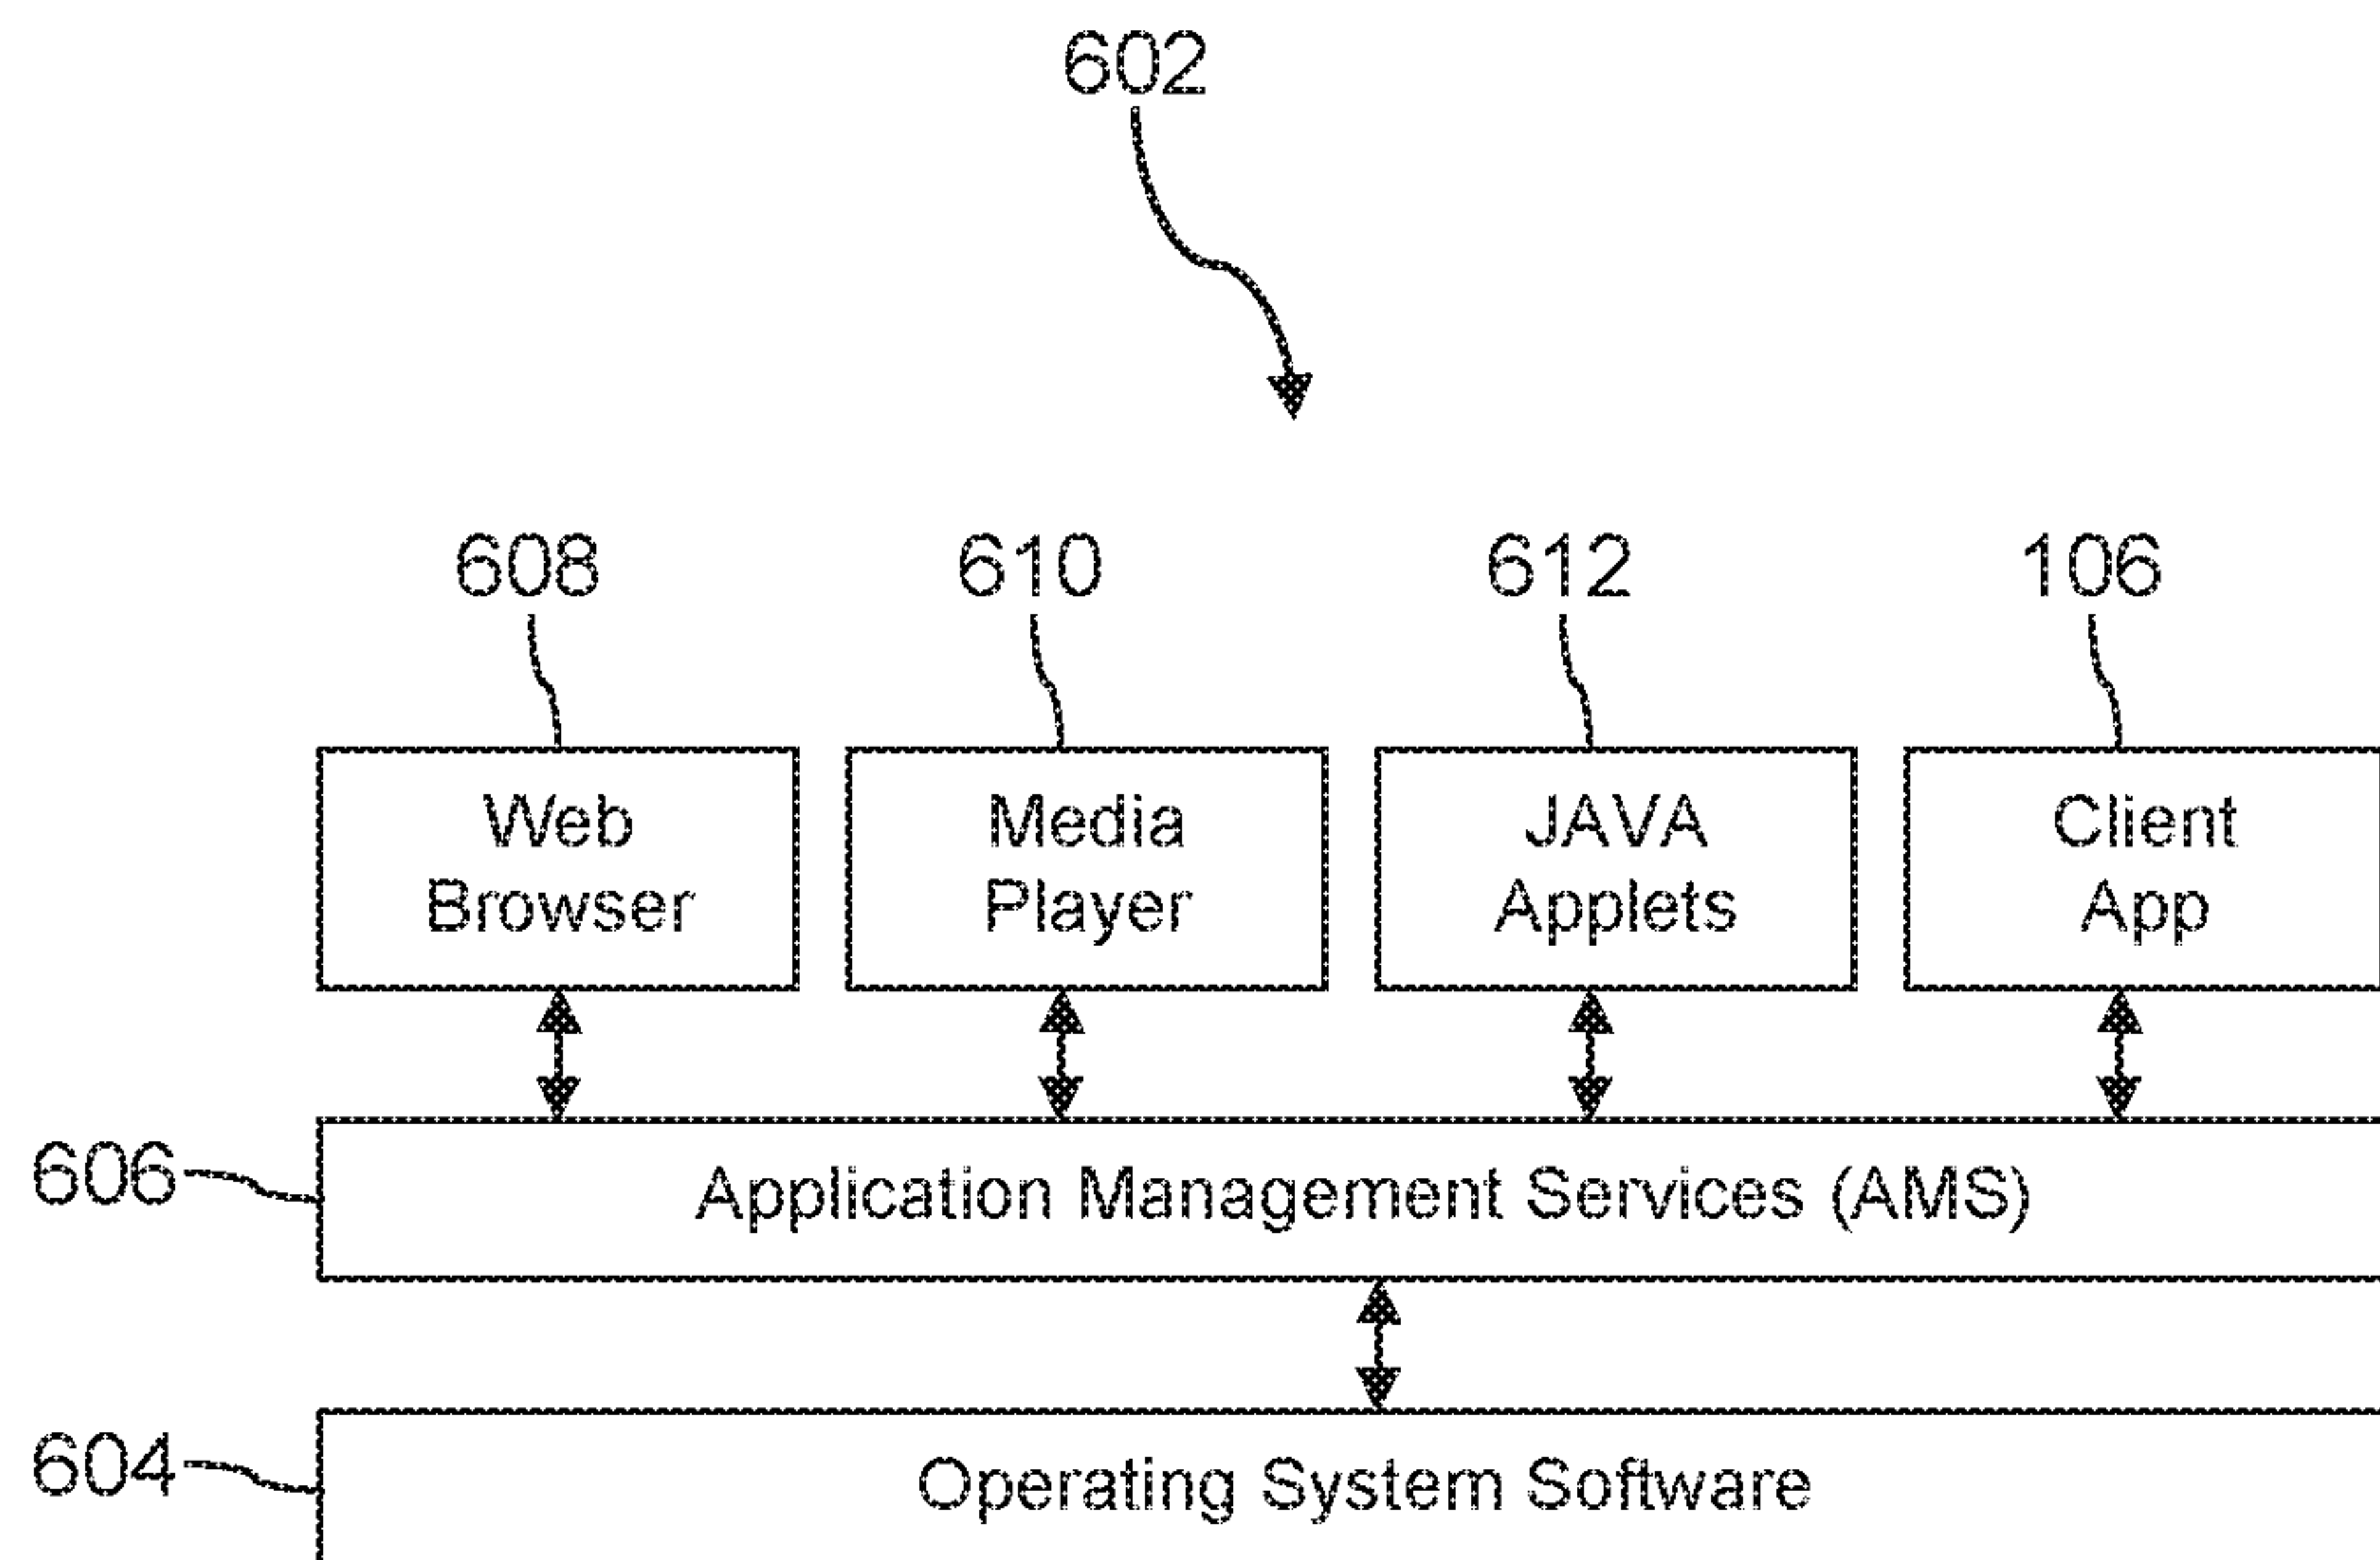 602
608
610
612
106
Web
Browser
Media
Player
JAVA
Applets
Client
App
606
Application Management Services (AMS)
604
Operating System Software